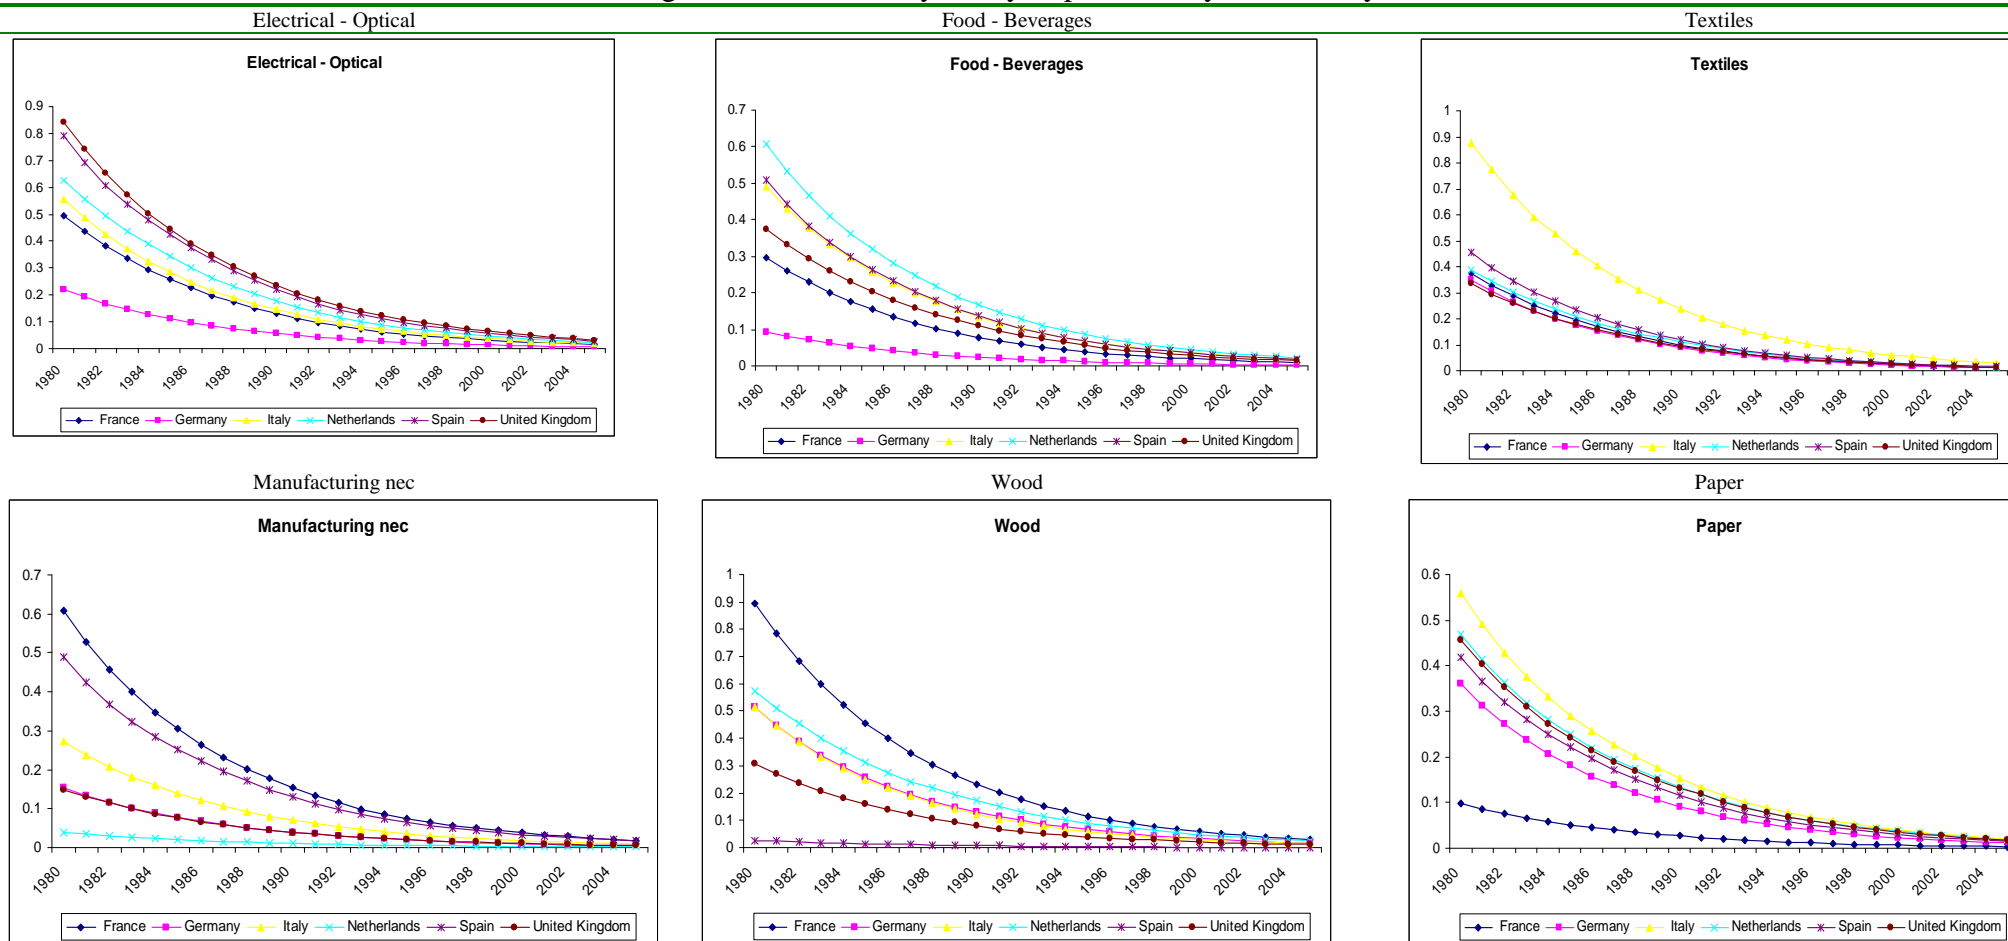 Electrical - Optical Food - Beverages Textiles
Electrical - Optical
0.9
0.8
0.7
0.6
0.5
0.4
0.3
0.2
0.1
0
1980 1982 1984 1986 1988 1990 1992 1994 1996 1998 2000 2002 2004
France Germany Italy Netherlands Spain United Kingdom
Food - Beverages
0.7
0.6
0.5
0.4
0.3
0.2
0.1
0
1980 1982 1984 1986 1988 1990 1992 1994 1996 1998 2000 2002 2004
France Germany Italy Netherlands Spain United Kingdom
Textiles
1
0.9
0.8
0.7
0.6
0.5
0.4
0.3
0.2
0.1
0
1980 1982 1984 1986 1988 1990 1992 1994 1996 1998 2000 2002 2004
France Germany Italy Netherlands Spain United Kingdom
Manufacturing nec Wood Paper
Manufacturing nec
0.7
0.6
0.5
0.4
0.3
0.2
0.1
0
1980 1982 1984 1986 1988 1990 1992 1994 1996 1998 2000 2002 2004
France Germany Italy Netherlands Spain United Kingdom
Wood
1
0.9
0.8
0.7
0.6
0.5
0.4
0.3
0.2
0.1
0
1980 1982 1984 1986 1988 1990 1992 1994 1996 1998 2000 2002 2004
France Germany Italy Netherlands Spain United Kingdom
Paper
0.6
0.5
0.4
0.3
0.2
0.1
0
1980 1982 1984 1986 1988 1990 1992 1994 1996 1998 2000 2002 2004
France Germany Italy Netherlands Spain United Kingdom